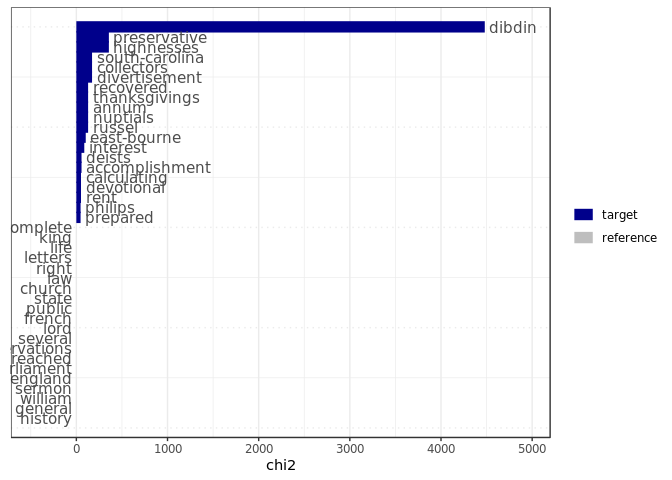 dibdin
preservative
highnesses
south-carolina
collectors
divertisement
recovered
thanksgivings
annum
nuptials
russel
east-bourne
interest
deists
accomplishment
calculating
devotional
rent
philips
prepared
omplete
king
life
letters
right
law
church
state
public
french
lord
several
rvations
reached
rliament
england
sermon
william
general
history
target
reference
0 1000 2000 3000 4000 5000
chi2